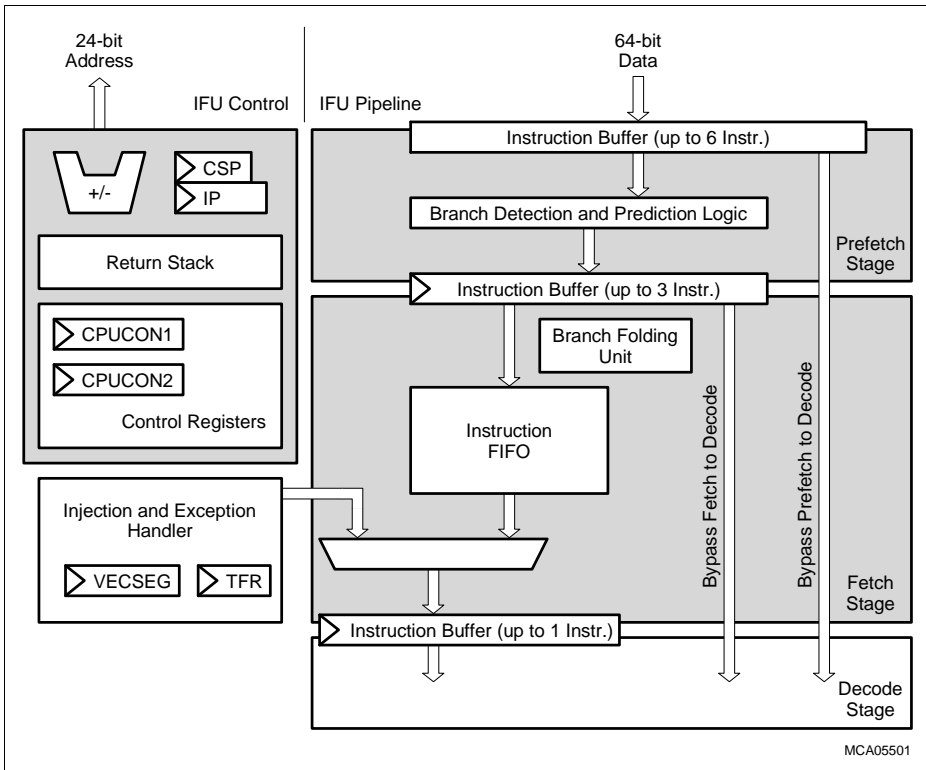 24-bit
Address
64-bit
Data
IFU Control
IFU Pipeline
Instruction Buffer (up to 6 Instr.)
+/-
CSP
IP
Branch Detection and Prediction Logic
Prefetch
Stage
Return Stack
Instruction Buffer (up to 3 Instr.)
CPUCON1
CPUCON2
Control Registers
Branch Folding
Unit
Instruction
FIFO
Bypass Fetch to Decode
Bypass Prefetch to Decode
Injection and Exception
Handler
VECSEG
TFR
Fetch
Stage
Instruction Buffer (up to 1 Instr.)
Decode
Stage
MCA05501